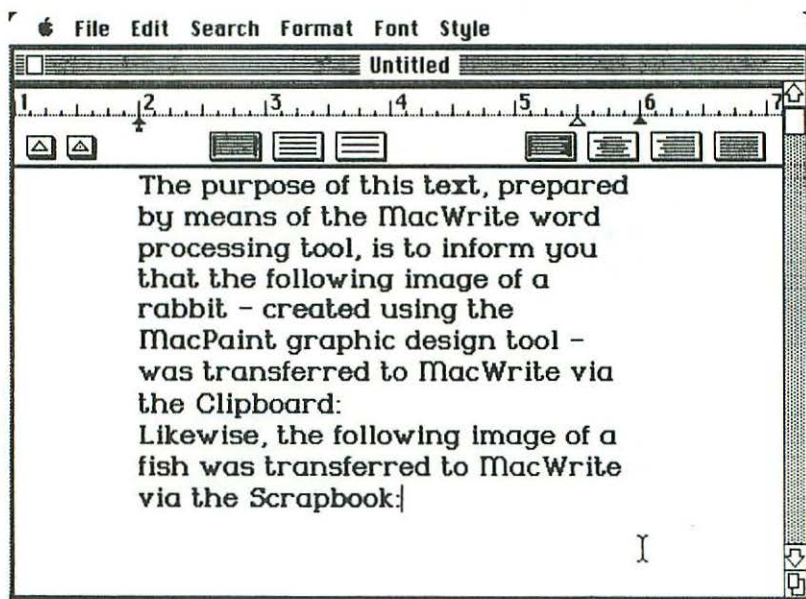 File Edit Search Format Font Style
Untitled
1 2 3 4 5 6 7
The purpose of this text, prepared
by means of the MacWrite word
processing tool, is to inform you
that the following image of a
rabbit – created using the
MacPaint graphic design tool –
was transferred to MacWrite via
the Clipboard:
Likewise, the following image of a
fish was transferred to MacWrite
via the Scrapbook: